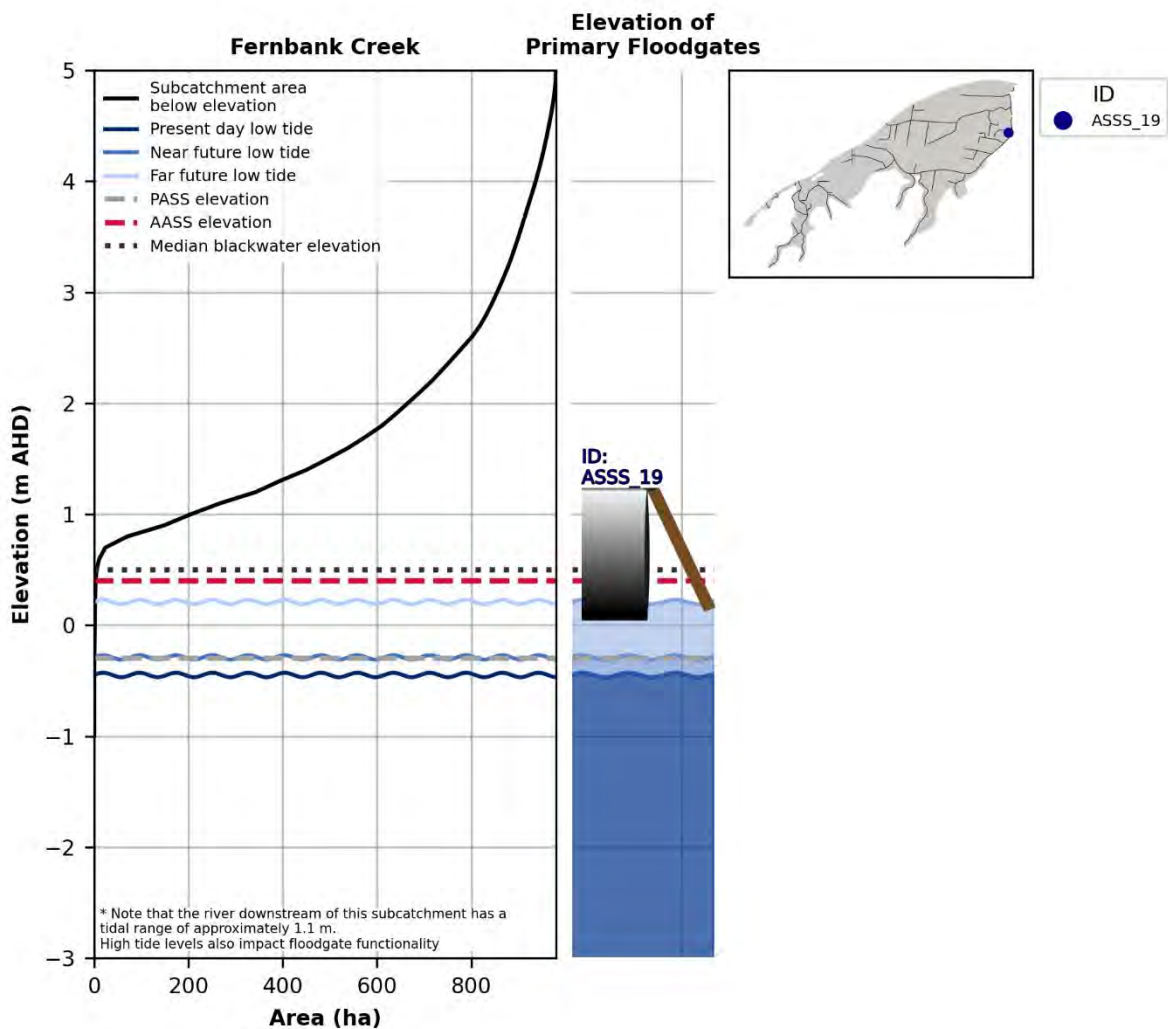 Fernbank Creek
Elevation of
Primary Floodgates
Subcatchment area
below elevation
Present day low tide
Near future low tide
Far future low tide
PASS elevation
AASS elevation
Median blackwater elevation
ID
ASSS_19
ID:
ASSS_19
Elevation (m AHD)
5
4
3
2
1
0
−1
−2
−3
* Note that the river downstream of this subcatchment has a
tidal range of approximately 1.1 m.
High tide levels also impact floodgate functionality
0
200
400
600
800
Area (ha)